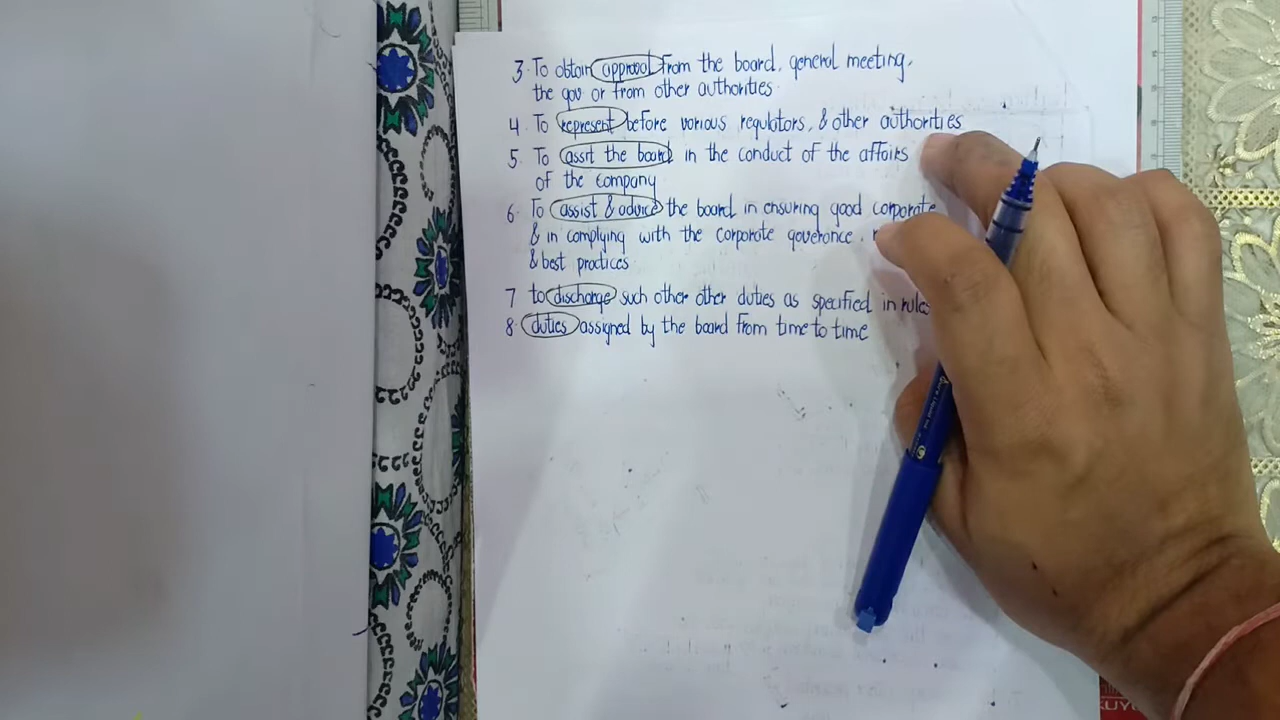 3. To obtain approval from the board, general meeting,
the gov or from other authorities
4. To represent before various regulators, & other authorities
5. To assit the board in the conduct of the affairs
of the company
6. To assist & advice the board in ensuring good corporate
& in complying with the corporate goverance.
& best practices
7 to discharge such other other duties as specified in rules
8. duties assigned by the board from time to time